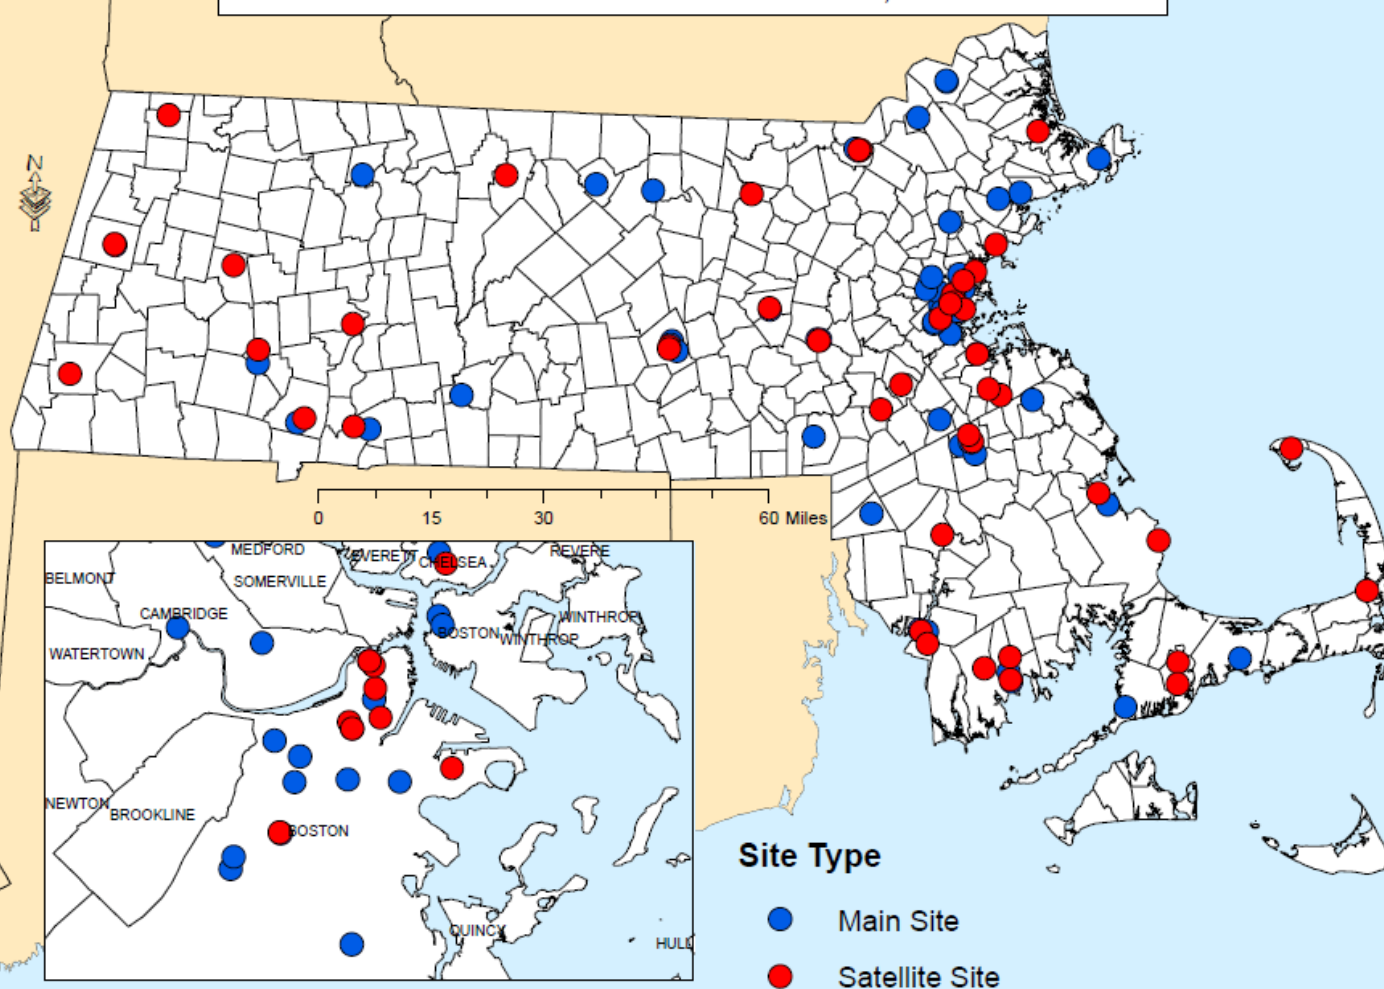 N
0 15 30 60 Miles
MEDFORD
EVERETT
CHELSEA
REVERE
BELMONT
SOMERVILLE
CAMBRIDGE
WINTHROP
BOSTON
WINTHROP
WATERTOWN
NEWTON
BROOKLINE
BOSTON
QUINCY
HULL
Site Type
Main Site
Satellite Site